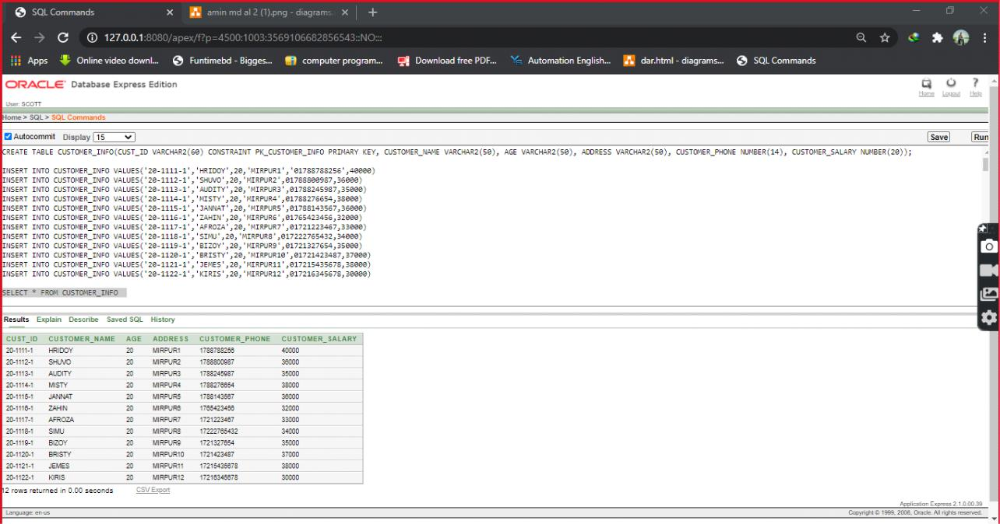 SQL Commands
amin md al 2 (1).png - diagrams.
127.0.0.1:8080/apex/f?p=4500:1003:3569106682856543::NO:::
Apps Online video downl... Funtimebd - Bigges... computer program... Download free PDF... Automation English... dar.html - diagrams... SQL Commands
ORACLE Database Express Edition
Home Logout Help
User: SCOTT
Home > SQL > SQL Commands
Autocommit Display 15 Save Run
CREATE TABLE CUSTOMER_INFO(CUST_ID VARCHAR2(60) CONSTRAINT PK_CUSTOMER_INFO PRIMARY KEY, CUSTOMER_NAME VARCHAR2(50), AGE VARCHAR2(50), ADDRESS VARCHAR2(50), CUSTOMER_PHONE NUMBER(14), CUSTOMER_SALARY NUMBER(20));
INSERT INTO CUSTOMER_INFO VALUES('20-1111-1','HRIDOY',20,'MIRPUR1','01788788256',40000)
INSERT INTO CUSTOMER_INFO VALUES('20-1112-1','SHUVO',20,'MIRPUR2',01788800987,36000)
INSERT INTO CUSTOMER_INFO VALUES('20-1113-1','AUDITY',20,'MIRPUR3',01788245987,35000)
INSERT INTO CUSTOMER_INFO VALUES('20-1114-1','MISTY',20,'MIRPUR4',01788276654,38000)
INSERT INTO CUSTOMER_INFO VALUES('20-1115-1','JANNAT',20,'MIRPUR5',01788143567,36000)
INSERT INTO CUSTOMER_INFO VALUES('20-1116-1','ZAHIN',20,'MIRPUR6',01765423456,32000)
INSERT INTO CUSTOMER_INFO VALUES('20-1117-1','AFROZA',20,'MIRPUR7',01721223467,33000)
INSERT INTO CUSTOMER_INFO VALUES('20-1118-1','SIMU',20,'MIRPUR8',017222765432,34000)
INSERT INTO CUSTOMER_INFO VALUES('20-1119-1','BIZOY',20,'MIRPUR9',01721327654,35000)
INSERT INTO CUSTOMER_INFO VALUES('20-1120-1','BRISTY',20,'MIRPUR10',01721423487,37000)
INSERT INTO CUSTOMER_INFO VALUES('20-1121-1','JEMES',20,'MIRPUR11',017215435678,38000)
INSERT INTO CUSTOMER_INFO VALUES('20-1122-1','KIRIS',20,'MIRPUR12',017216345678,30000)
SELECT * FROM CUSTOMER_INFO
Results Explain Describe Saved SQL History
CUST_ID CUSTOMER_NAME AGE ADDRESS CUSTOMER_PHONE CUSTOMER_SALARY
20-1111-1 HRIDOY 20 MIRPUR1 1788788256 40000
20-1112-1 SHUVO 20 MIRPUR2 1788800987 36000
20-1113-1 AUDITY 20 MIRPUR3 1788245987 35000
20-1114-1 MISTY 20 MIRPUR4 1788276654 38000
20-1115-1 JANNAT 20 MIRPUR5 1788143567 36000
20-1116-1 ZAHIN 20 MIRPUR6 1765423456 32000
20-1117-1 AFROZA 20 MIRPUR7 1721223467 33000
20-1118-1 SIMU 20 MIRPUR8 17222765432 34000
20-1119-1 BIZOY 20 MIRPUR9 1721327654 35000
20-1120-1 BRISTY 20 MIRPUR10 1721423487 37000
20-1121-1 JEMES 20 MIRPUR11 17215435678 38000
20-1122-1 KIRIS 20 MIRPUR12 17216345678 30000
12 rows returned in 0.00 seconds CSV Export
Application Express 2.1.0.00.39
Language: en-us Copyright © 1999, 2006, Oracle. All rights reserved.